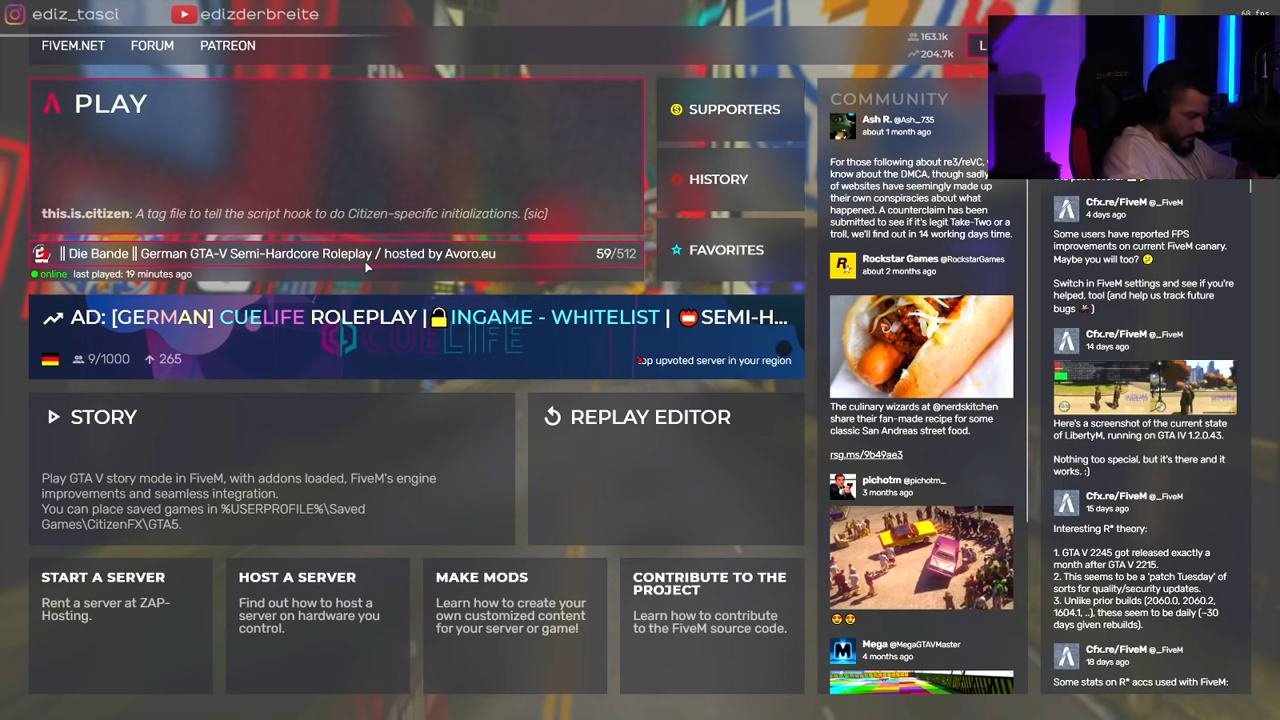 ediz_tasci
edizderbreite
60 fps
FIVEM.NET
FORUM
PATREON
163.1k
204.7k
L
PLAY
this.is.citizen: A tag file to tell the script hook to do Citizen-specific initializations. (sic)
|| Die Bande || German GTA-V Semi-Hardcore Roleplay / hosted by Avoro.eu
59/512
online
last played: 19 minutes ago
SUPPORTERS
HISTORY
FAVORITES
AD: [GERMAN] CUELIFE ROLEPLAY |🔒INGAME - WHITELIST | 📛SEMI-H...
CUELIFE
9/1000
265
Top upvoted server in your region
STORY
Play GTA V story mode in FiveM, with addons loaded, FiveM's engine
improvements and seamless integration.
You can place saved games in %USERPROFILE%\Saved
Games\CitizenFX\GTA5.
REPLAY EDITOR
START A SERVER
Rent a server at ZAP-
Hosting.
HOST A SERVER
Find out how to host a
server on hardware you
control.
MAKE MODS
Learn how to create your
own customized content
for your server or game!
CONTRIBUTE TO THE
PROJECT
Learn how to contribute
to the FiveM source code.
COMMUNITY
Ash R. @Ash_735
about 1 month ago
For those following about re3/reVC,
know about the DMCA, though sadly
of websites have seemingly made up
their own conspiracies about what
happened. A counterclaim has been
submitted to see if it's legit Take-Two or a
troll, we'll find out in 14 working days time.
Rockstar Games @RockstarGames
about 2 months ago
The culinary wizards at @nerdskitchen
share their fan-made recipe for some
classic San Andreas street food.
rsg.ms/9b49ae3
pichotm @pichotm_
3 months ago
😍😍
Mega @MegaGTAVMaster
4 months ago
Cfx.re/FiveM @_FiveM
4 days ago
Some users have reported FPS
improvements on current FiveM canary.
Maybe you will too? 🤔
Switch in FiveM settings and see if you're
helped, too! (and help us track future
bugs
Cfx.re/FiveM @_FiveM
14 days ago
Here's a screenshot of the current state
of LibertyM, running on GTA IV 1.2.0.43.
Nothing too special, but it's there and it
works. :)
Cfx.re/FiveM @_FiveM
15 days ago
Interesting R* theory:
1. GTA V 2245 got released exactly a
month after GTA V 2215.
2. This seems to be a 'patch Tuesday' of
sorts for quality/security updates.
3. Unlike prior builds (2060.0, 2060.2,
1604.1, ..), these seem to be daily (~30
days given rebuilds).
Cfx.re/FiveM @_FiveM
18 days ago
Some stats on R* accs used with FiveM: